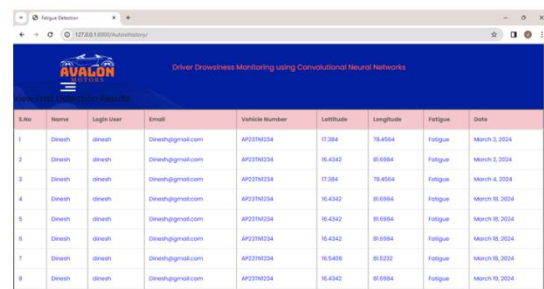 Fatigue Detection
127.0.0.1:8000/AutosHistory/
AVALON
MOTORS
Driver Drowsiness Monitoring using Convolutional Neural Networks
S.No Name Login User Email Vehicle Number Lattitude Longitude Fatigue Date
1 Dinesh dinesh Dinesh@gmail.com AP23TN1234 17.384 78.4564 Fatigue March 2, 2024
2 Dinesh dinesh Dinesh@gmail.com AP23TN1234 16.4342 81.6984 Fatigue March 2, 2024
3 Dinesh dinesh Dinesh@gmail.com AP23TN1234 17.384 78.4564 Fatigue March 4, 2024
4 Dinesh dinesh Dinesh@gmail.com AP23TN1234 16.4342 81.6984 Fatigue March 18, 2024
5 Dinesh dinesh Dinesh@gmail.com AP23TN1234 16.4342 81.6984 Fatigue March 18, 2024
6 Dinesh dinesh Dinesh@gmail.com AP23TN1234 16.4342 81.6984 Fatigue March 18, 2024
7 Dinesh dinesh Dinesh@gmail.com AP23TN1234 16.5408 81.5232 Fatigue March 18, 2024
8 Dinesh dinesh Dinesh@gmail.com AP23TN1234 16.4342 81.6984 Fatigue March 19, 2024